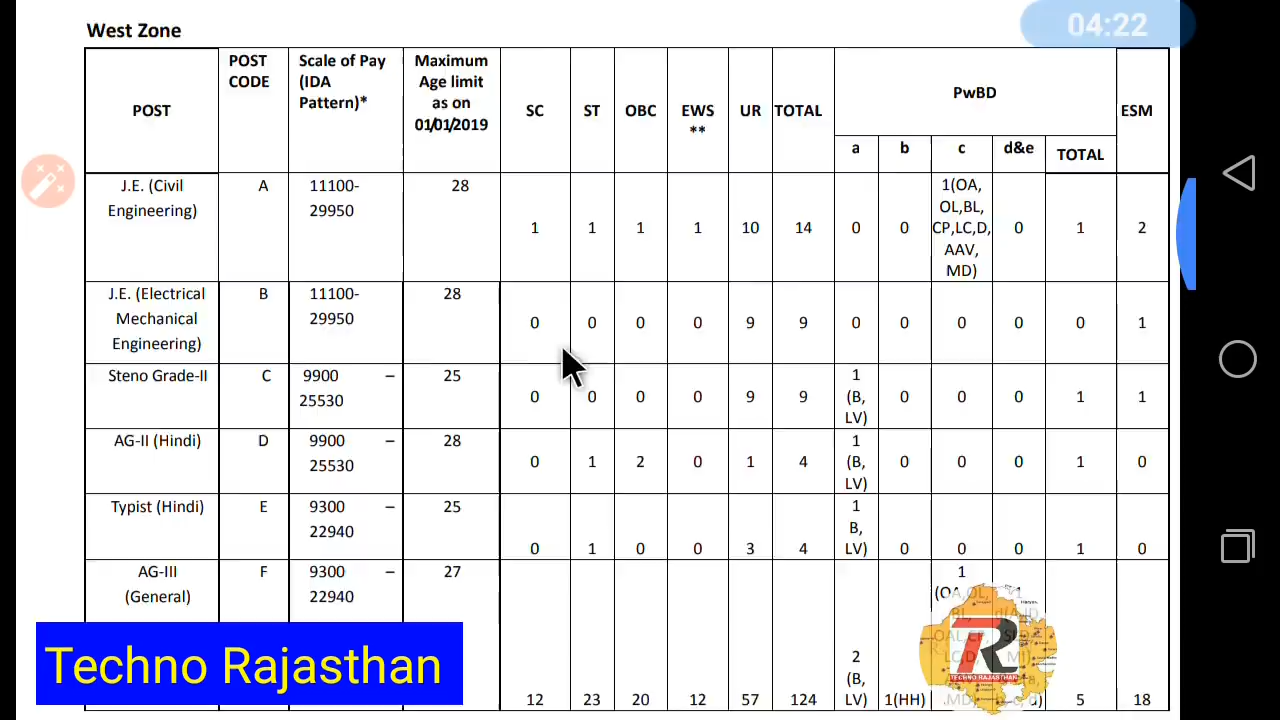 West Zone
04:22
POST
POST CODE
Scale of Pay (IDA Pattern)*
Maximum Age limit as on 01/01/2019
SC
ST
OBC
EWS **
UR
TOTAL
PwBD
ESM
a
b
c
d&e
TOTAL
J.E. (Civil Engineering)
A
11100-29950
28
1
1
1
1
10
14
0
0
1(OA, OL,BL, CP,LC,D, AAV, MD)
0
1
2
J.E. (Electrical Mechanical Engineering)
B
11100-29950
28
0
0
0
0
9
9
0
0
0
0
0
1
Steno Grade-II
C
9900 – 25530
25
0
0
0
0
9
9
1 (B, LV)
0
0
0
1
1
AG-II (Hindi)
D
9900 – 25530
28
0
1
2
0
1
4
1 (B, LV)
0
0
0
1
0
Typist (Hindi)
E
9300 – 22940
25
0
1
0
0
3
4
1 B, LV)
0
0
0
1
0
AG-III (General)
F
9300 – 22940
27
12
23
20
12
57
124
2 (B, LV)
1(HH)
1
5
18
Techno Rajasthan
TR
TECHNO RAJASTHAN